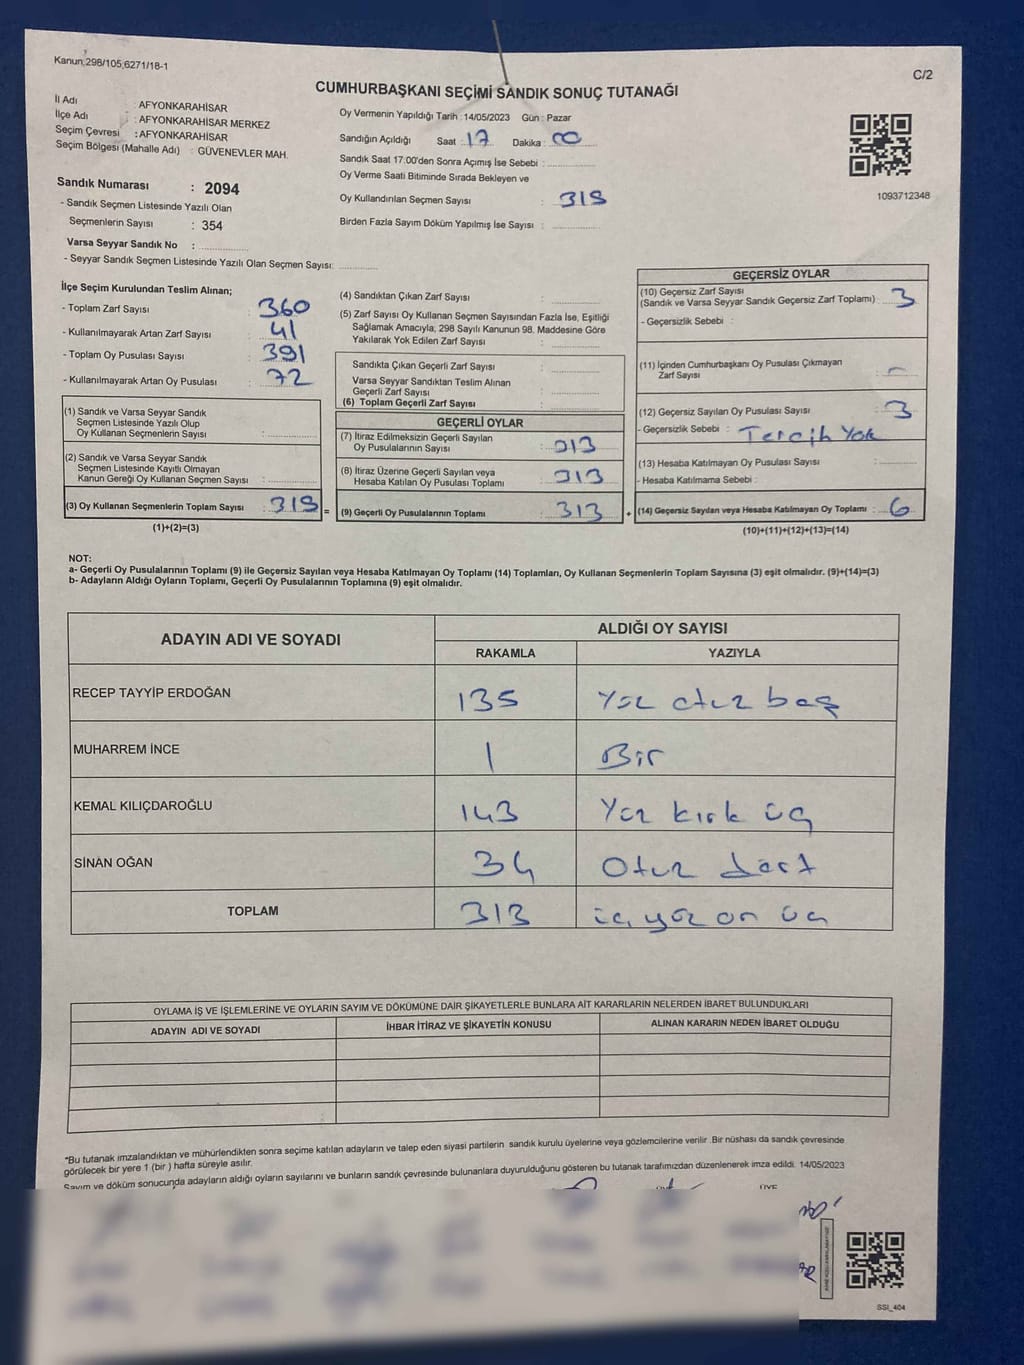 Kanun,298/105,6271/18-1
C/2
CUMHURBAŞKANI SEÇİMİ SANDIK SONUÇ TUTANAĞI
İl Adı : AFYONKARAHİSAR
İlçe Adı : AFYONKARAHİSAR MERKEZ
Seçim Çevresi : AFYONKARAHİSAR
Seçim Bölgesi (Mahalle Adı) : GÜVENEVLER MAH.
Sandık Numarası : 2094
- Sandık Seçmen Listesinde Yazılı Olan
Seçmenlerin Sayısı : 354
Varsa Seyyar Sandık No :
- Seyyar Sandık Seçmen Listesinde Yazılı Olan Seçmen Sayısı:
Oy Vermenin Yapıldığı Tarih :14/05/2023 Gün : Pazar
Sandığın Açıldığı Saat :17 Dakika : 00
Sandık Saat 17:00'den Sonra Açımış İse Sebebi :
Oy Verme Saati Bitiminde Sırada Bekleyen ve
Oy Kullandırılan Seçmen Sayısı : 319
Birden Fazla Sayım Döküm Yapılmış İse Sayısı :
1093712348
İlçe Seçim Kurulundan Teslim Alınan;
- Toplam Zarf Sayısı : 360
- Kullanılmayarak Artan Zarf Sayısı : 41
- Toplam Oy Pusulası Sayısı : 391
- Kullanılmayarak Artan Oy Pusulası : 72
(1) Sandık ve Varsa Seyyar Sandık
Seçmen Listesinde Yazılı Olup
Oy Kullanan Seçmenlerin Sayısı :
(2) Sandık ve Varsa Seyyar Sandık
Seçmen Listesinde Kayıtlı Olmayan
Kanun Gereği Oy Kullanan Seçmen Sayısı :
(3) Oy Kullanan Seçmenlerin Toplam Sayısı : 319 =
(1)+(2)=(3)
(4) Sandıktan Çıkan Zarf Sayısı :
(5) Zarf Sayısı Oy Kullanan Seçmen Sayısından Fazla İse, Eşitliği
Sağlamak Amacıyla, 298 Sayılı Kanunun 98. Maddesine Göre
Yakılarak Yok Edilen Zarf Sayısı :
Sandıkta Çıkan Geçerli Zarf Sayısı :
Varsa Seyyar Sandıktan Teslim Alınan
Geçerli Zarf Sayısı :
(6) Toplam Geçerli Zarf Sayısı :
GEÇERLİ OYLAR
(7) İtiraz Edilmeksizin Geçerli Sayılan
Oy Pusulalarının Sayısı : 313
(8) İtiraz Üzerine Geçerli Sayılan veya
Hesaba Katılan Oy Pusulası Toplamı : 313
(9) Geçerli Oy Pusulalarının Toplamı : 313 +
GEÇERSİZ OYLAR
(10) Geçersiz Zarf Sayısı
(Sandık ve Varsa Seyyar Sandık Geçersiz Zarf Toplamı) : 3
- Geçersizlik Sebebi :
(11) İçinden Cumhurbaşkanı Oy Pusulası Çıkmayan
Zarf Sayısı : -
(12) Geçersiz Sayılan Oy Pusulası Sayısı : 3
- Geçersizlik Sebebi : Tercih Yok
(13) Hesaba Katılmayan Oy Pusulası Sayısı :
- Hesaba Katılmama Sebebi :
(14) Geçersiz Sayılan veya Hesaba Katılmayan Oy Toplamı : 6
(10)+(11)+(12)+(13)=(14)
NOT:
a- Geçerli Oy Pusulalarının Toplamı (9) ile Geçersiz Sayılan veya Hesaba Katılmayan Oy Toplamı (14) Toplamları, Oy Kullanan Seçmenlerin Toplam Sayısına (3) eşit olmalıdır. (9)+(14)=(3)
b- Adayların Aldığı Oyların Toplamı, Geçerli Oy Pusulalarının Toplamına (9) eşit olmalıdır.
ADAYIN ADI VE SOYADI ALDIĞI OY SAYISI
RAKAMLA YAZIYLA
RECEP TAYYİP ERDOĞAN 135 Yüz otuz beş
MUHARREM İNCE 1 Bir
KEMAL KILIÇDAROĞLU 143 Yüz kırk üç
SİNAN OĞAN 34 Otuz dört
TOPLAM 313 üç yüz on üç
OYLAMA İŞ VE İŞLEMLERİNE VE OYLARIN SAYIM VE DÖKÜMÜNE DAİR ŞİKAYETLERLE BUNLARA AİT KARARLARIN NELERDEN İBARET BULUNDUKLARI
ADAYIN ADI VE SOYADI İHBAR İTİRAZ VE ŞİKAYETİN KONUSU ALINAN KARARIN NEDEN İBARET OLDUĞU
*Bu tutanak imzalandıktan ve mühürlendikten sonra seçime katılan adayların ve talep eden siyasi partilerin sandık kurulu üyelerine veya gözlemcilerine verilir .Bir nüshası da sandık çevresinde
görülecek bir yere 1 (bir ) hafta süreyle asılır.
Sayım ve döküm sonucunda adayların aldığı oyların sayılarını ve bunların sandık çevresinde bulunanlara duyurulduğunu gösteren bu tutanak tarafımızdan düzenlenerek imza edildi. 14/05/2023
ÜYE
SSİ_404